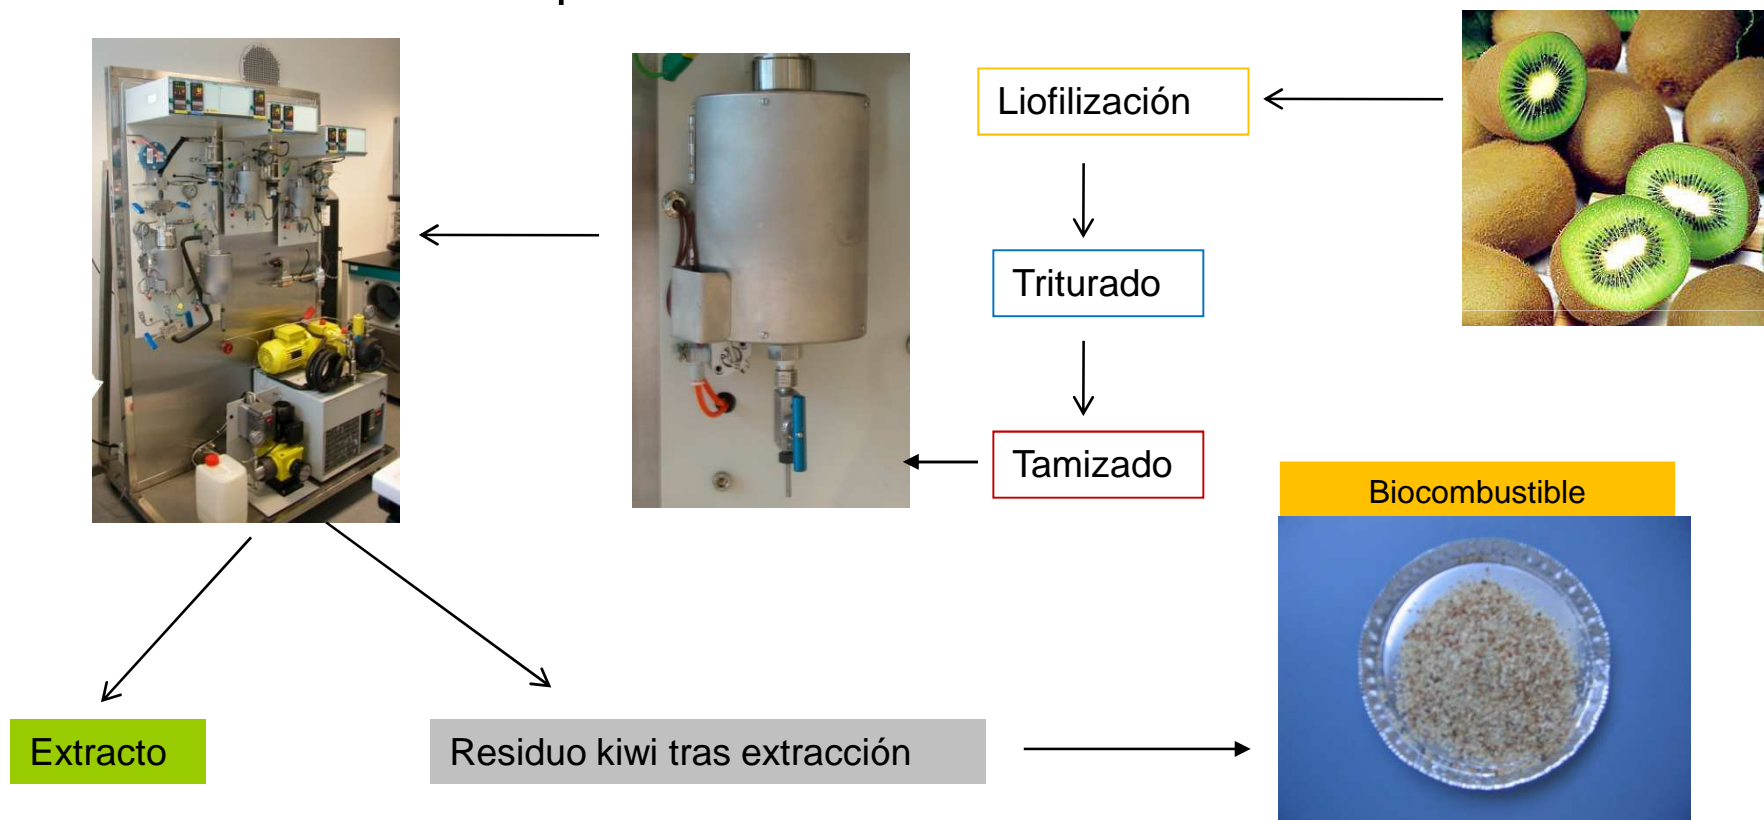 Liofilización
Triturado
Tamizado
Biocombustible
Extracto
Residuo kiwi tras extracción